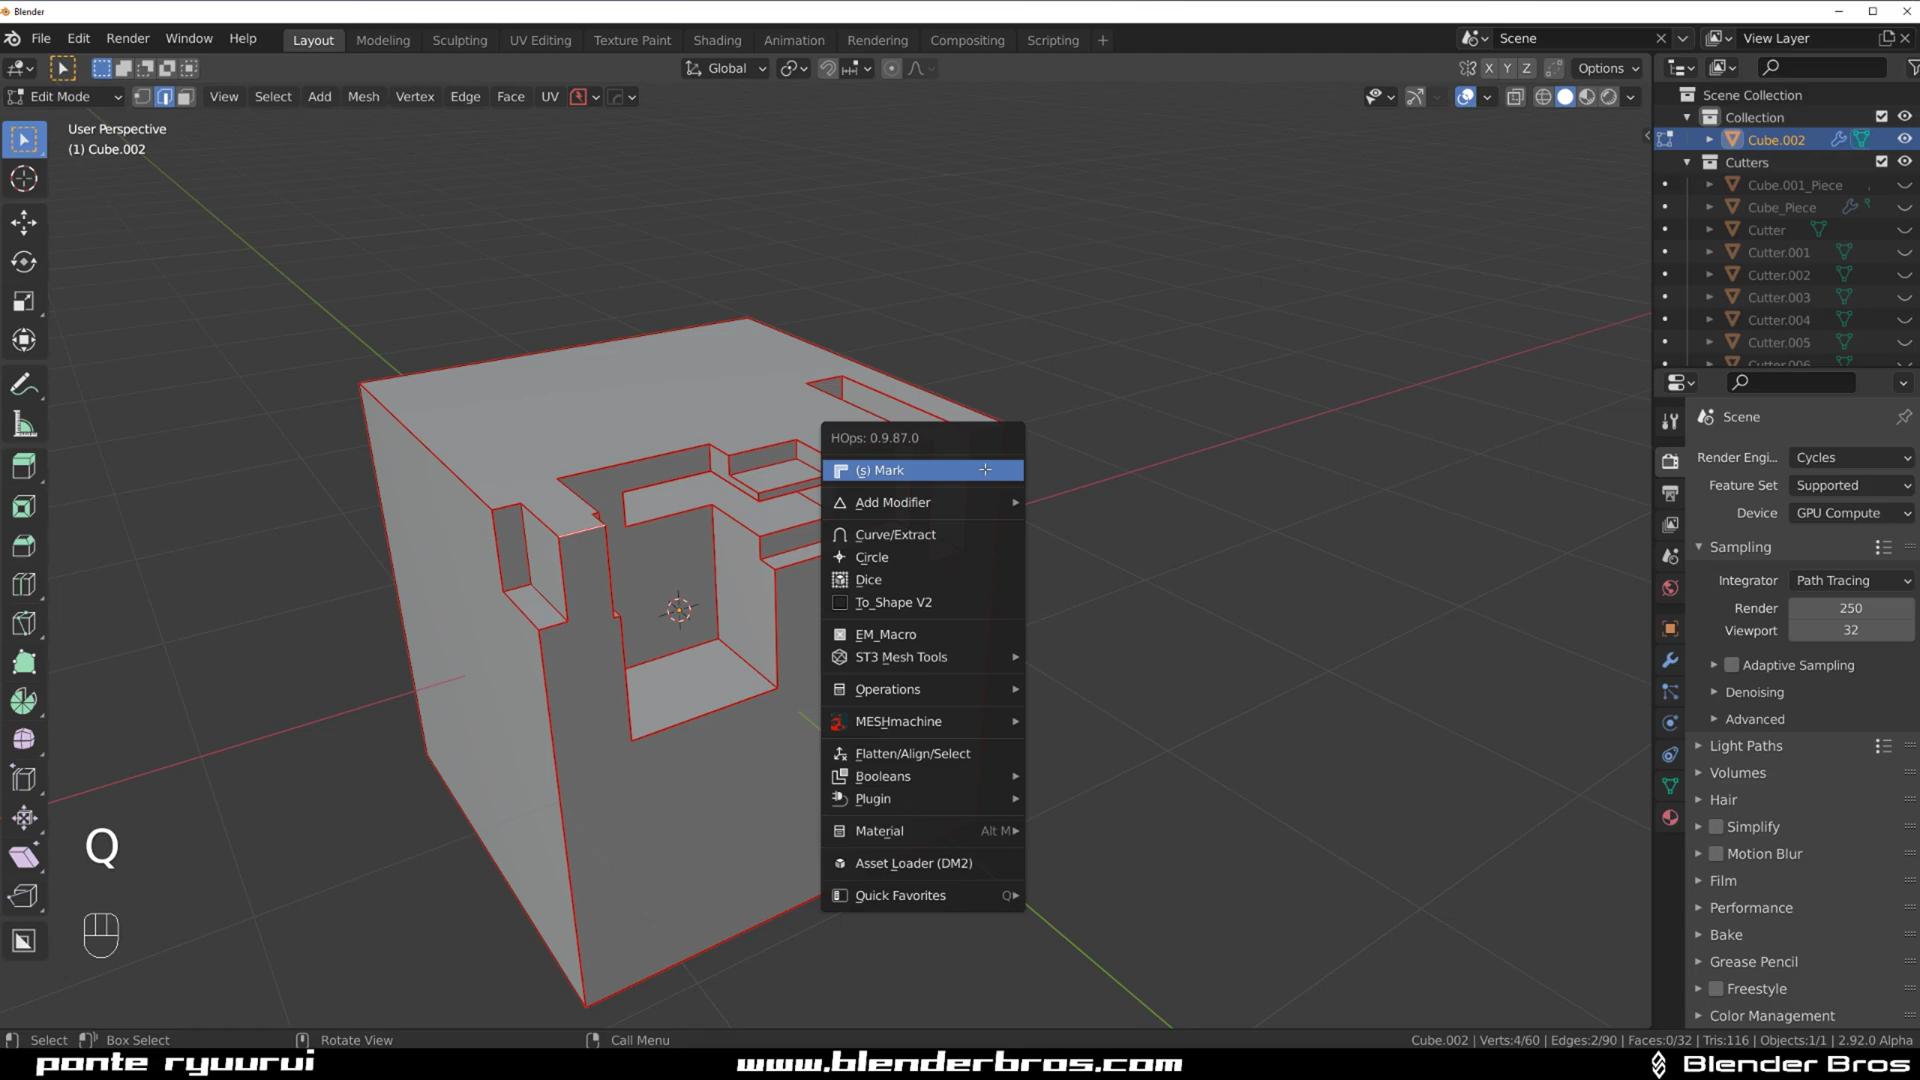 Blender
File Edit Render Window Help
Layout Modeling Sculpting UV Editing Texture Paint Shading Animation Rendering Compositing Scripting +
Scene
View Layer
Global
X Y Z
Options
Edit Mode
View Select Add Mesh Vertex Edge Face UV
User Perspective
(1) Cube.002
Scene Collection
Collection
Cube.002
Cutters
Cube.001_Piece
Cube_Piece
Cutter
Cutter.001
Cutter.002
Cutter.003
Cutter.004
Cutter.005
Cutter.006
HOps: 0.9.87.0
(s) Mark
Add Modifier
Curve/Extract
Circle
Dice
To_Shape V2
EM_Macro
ST3 Mesh Tools
Operations
MESHmachine
Flatten/Align/Select
Booleans
Plugin
Material Alt M
Asset Loader (DM2)
Quick Favorites Q
Q
Scene
Render Engi... Cycles
Feature Set Supported
Device GPU Compute
Sampling
Integrator Path Tracing
Render 250
Viewport 32
Adaptive Sampling
Denoising
Advanced
Light Paths
Volumes
Hair
Simplify
Motion Blur
Film
Performance
Bake
Grease Pencil
Freestyle
Color Management
Select Box Select Rotate View Call Menu
Cube.002 | Verts:4/60 | Edges:2/90 | Faces:0/32 | Tris:116 | Objects:1/1 | 2.92.0 Alpha
ponte ryuurui
www.blenderbros.com
Blender Bros